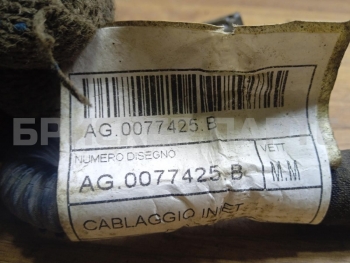 AG.0077425.B
NUMERO DISEGNO
VETT
AG.0077425.B
M.M
CABLAGGIO INIET.